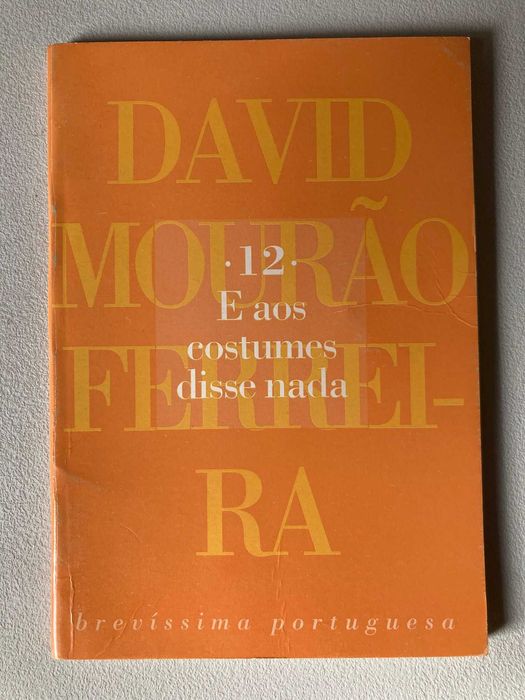 DAVID
MOURÃO
FERREI-
RA
·12·
E aos
costumes
disse nada
brevíssima portuguesa